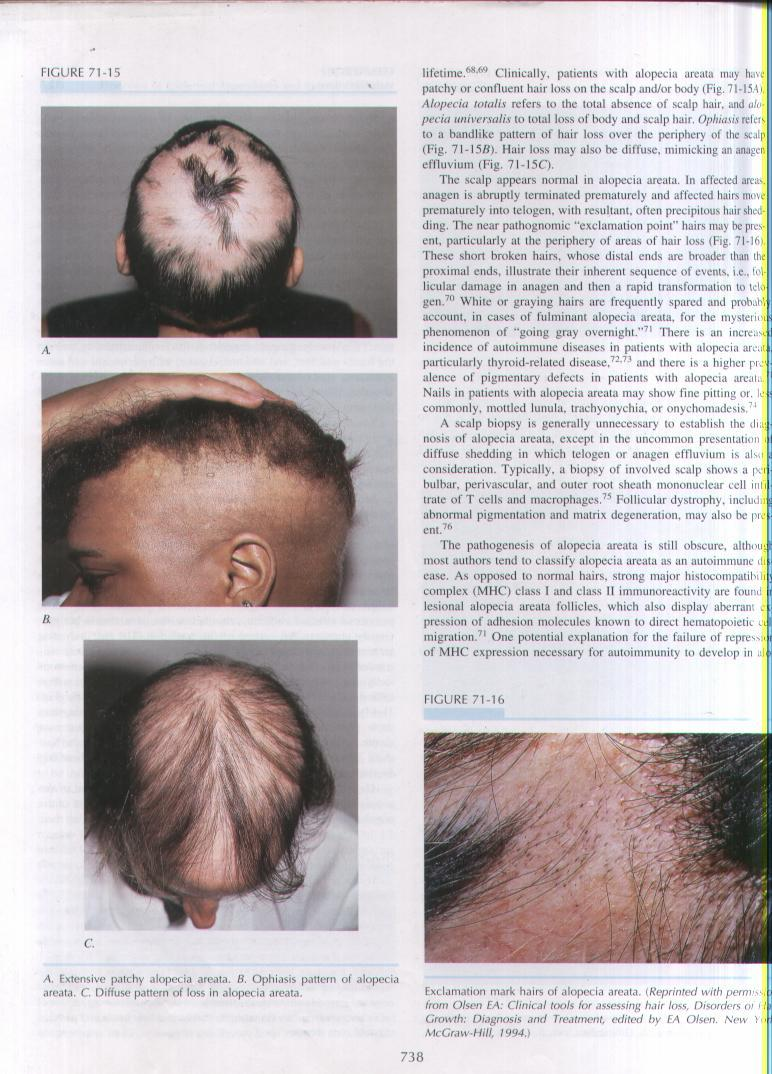 FIGURE 71-15
A.
B.
C.
A. Extensive patchy alopecia areata. B. Ophiasis pattern of alopecia
areata. C. Diffuse pattern of loss in alopecia areata.
lifetime.68,69 Clinically, patients with alopecia areata may have
patchy or confluent hair loss on the scalp and/or body (Fig. 71-15A).
Alopecia totalis refers to the total absence of scalp hair, and alo-
pecia universalis to total loss of body and scalp hair. Ophiasis refers
to a bandlike pattern of hair loss over the periphery of the scalp
(Fig. 71-15B). Hair loss may also be diffuse, mimicking an anagen
effluvium (Fig. 71-15C).
The scalp appears normal in alopecia areata. In affected areas,
anagen is abruptly terminated prematurely and affected hairs move
prematurely into telogen, with resultant, often precipitous hair shed-
ding. The near pathognomic “exclamation point” hairs may be pres-
ent, particularly at the periphery of areas of hair loss (Fig. 71-16).
These short broken hairs, whose distal ends are broader than the
proximal ends, illustrate their inherent sequence of events, i.e., fol-
licular damage in anagen and then a rapid transformation to telo-
gen.70 White or graying hairs are frequently spared and probably
account, in cases of fulminant alopecia areata, for the mysterious
phenomenon of “going gray overnight.”71 There is an increased
incidence of autoimmune diseases in patients with alopecia areata,
particularly thyroid-related disease,72,73 and there is a higher prev-
alence of pigmentary defects in patients with alopecia areata.
Nails in patients with alopecia areata may show fine pitting or, less
commonly, mottled lunula, trachyonychia, or onychomadesis.74
A scalp biopsy is generally unnecessary to establish the diag-
nosis of alopecia areata, except in the uncommon presentation of
diffuse shedding in which telogen or anagen effluvium is also a
consideration. Typically, a biopsy of involved scalp shows a peri-
bulbar, perivascular, and outer root sheath mononuclear cell infil-
trate of T cells and macrophages.75 Follicular dystrophy, including
abnormal pigmentation and matrix degeneration, may also be pres-
ent.76
The pathogenesis of alopecia areata is still obscure, although
most authors tend to classify alopecia areata as an autoimmune dis-
ease. As opposed to normal hairs, strong major histocompatibility
complex (MHC) class I and class II immunoreactivity are found in
lesional alopecia areata follicles, which also display aberrant ex-
pression of adhesion molecules known to direct hematopoietic cell
migration.71 One potential explanation for the failure of repression
of MHC expression necessary for autoimmunity to develop in alo
FIGURE 71-16
Exclamation mark hairs of alopecia areata. (Reprinted with permiss
from Olsen EA: Clinical tools for assessing hair loss, Disorders of Ha
Growth: Diagnosis and Treatment, edited by EA Olsen. New York
McGraw-Hill, 1994.)
738